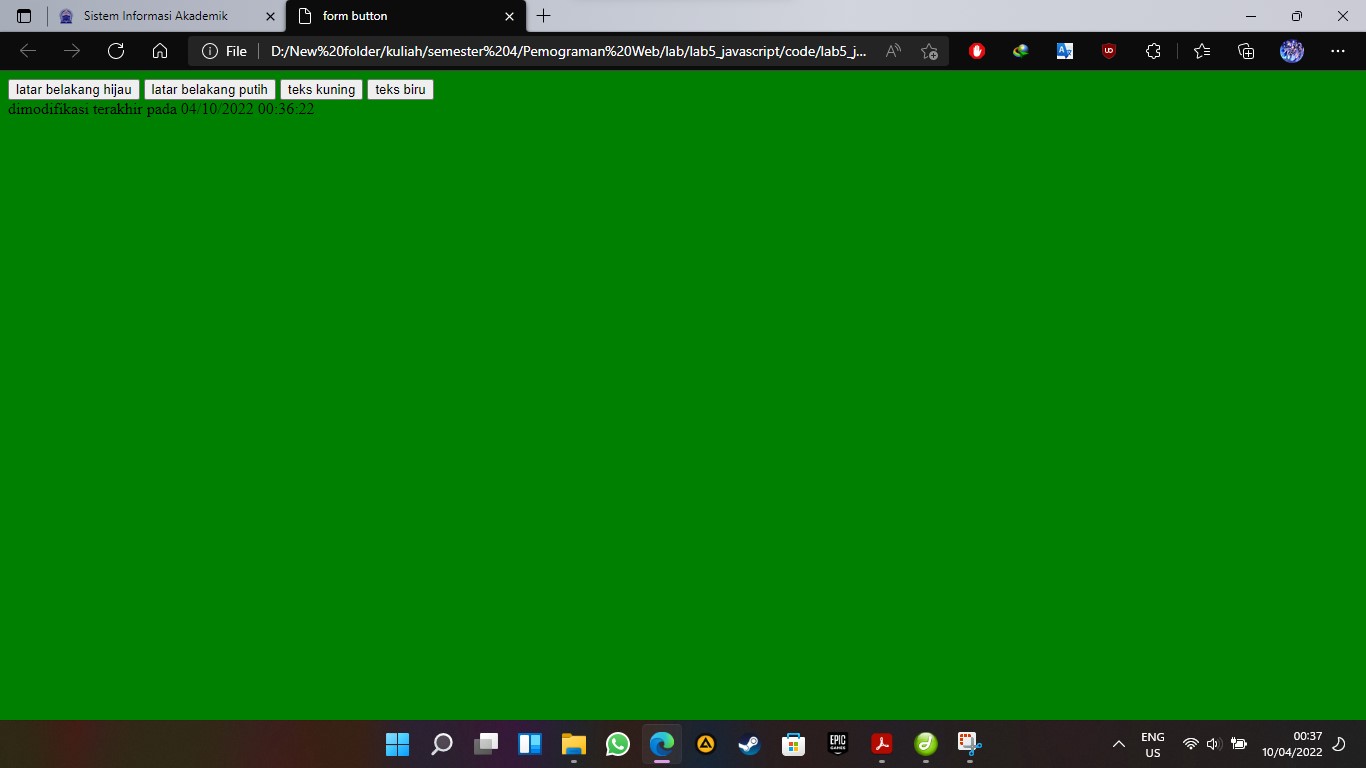 Sistem Informasi Akademik
form button
File
D:/New%20folder/kuliah/semester%204/Pemograman%20Web/lab/lab5_javascript/code/lab5_j...
latar belakang hijau
latar belakang putih
teks kuning
teks biru
dimodifikasi terakhir pada 04/10/2022 00:36:22
EPIC
GAMES
ENG
US
00:37
10/04/2022